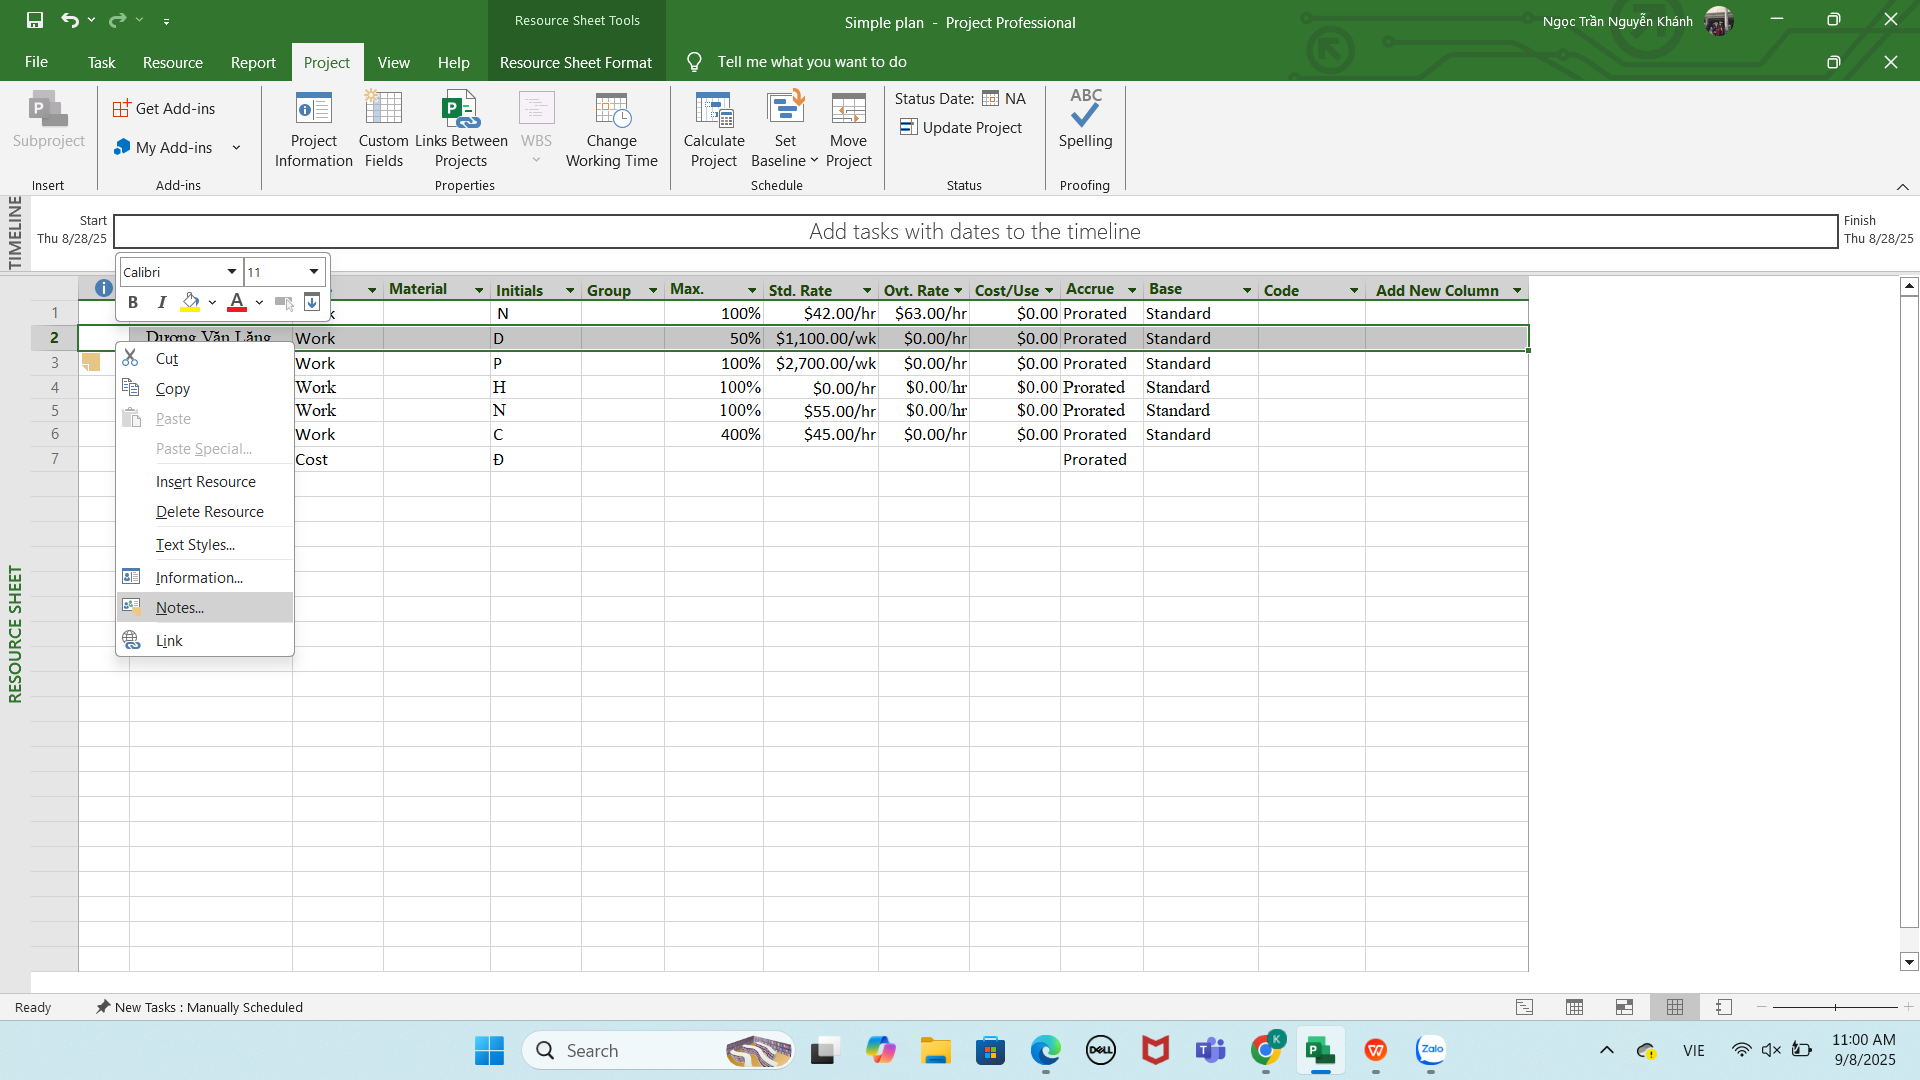 Resource Sheet Tools
Simple plan - Project Professional
Ngọc Trần Nguyễn Khánh
File Task Resource Report Project View Help Resource Sheet Format Tell me what you want to do
Subproject
Insert
Get Add-ins
My Add-ins
Add-ins
Project Information
Custom Fields
Links Between Projects
WBS
Change Working Time
Properties
Calculate Project
Set Baseline
Move Project
Schedule
Status Date: NA
Update Project
Status
ABC
Spelling
Proofing
TIMELINE
Start
Thu 8/28/25
Add tasks with dates to the timeline
Finish
Thu 8/28/25
Calibri 11
B I A
Material Initials Group Max. Std. Rate Ovt. Rate Cost/Use Accrue Base Code Add New Column
1 N 100% $42.00/hr $63.00/hr $0.00 Prorated Standard
2 Dương Văn Lăng Work D 50% $1,100.00/wk $0.00/hr $0.00 Prorated Standard
3 Work P 100% $2,700.00/wk $0.00/hr $0.00 Prorated Standard
4 Work H 100% $0.00/hr $0.00/hr $0.00 Prorated Standard
5 Work N 100% $55.00/hr $0.00/hr $0.00 Prorated Standard
6 Work C 400% $45.00/hr $0.00/hr $0.00 Prorated Standard
7 Cost Đ Prorated
Cut
Copy
Paste
Paste Special...
Insert Resource
Delete Resource
Text Styles...
Information...
Notes...
Link
RESOURCE SHEET
Ready New Tasks : Manually Scheduled
Search
DELL
Zalo
K
VIE
11:00 AM
9/8/2025